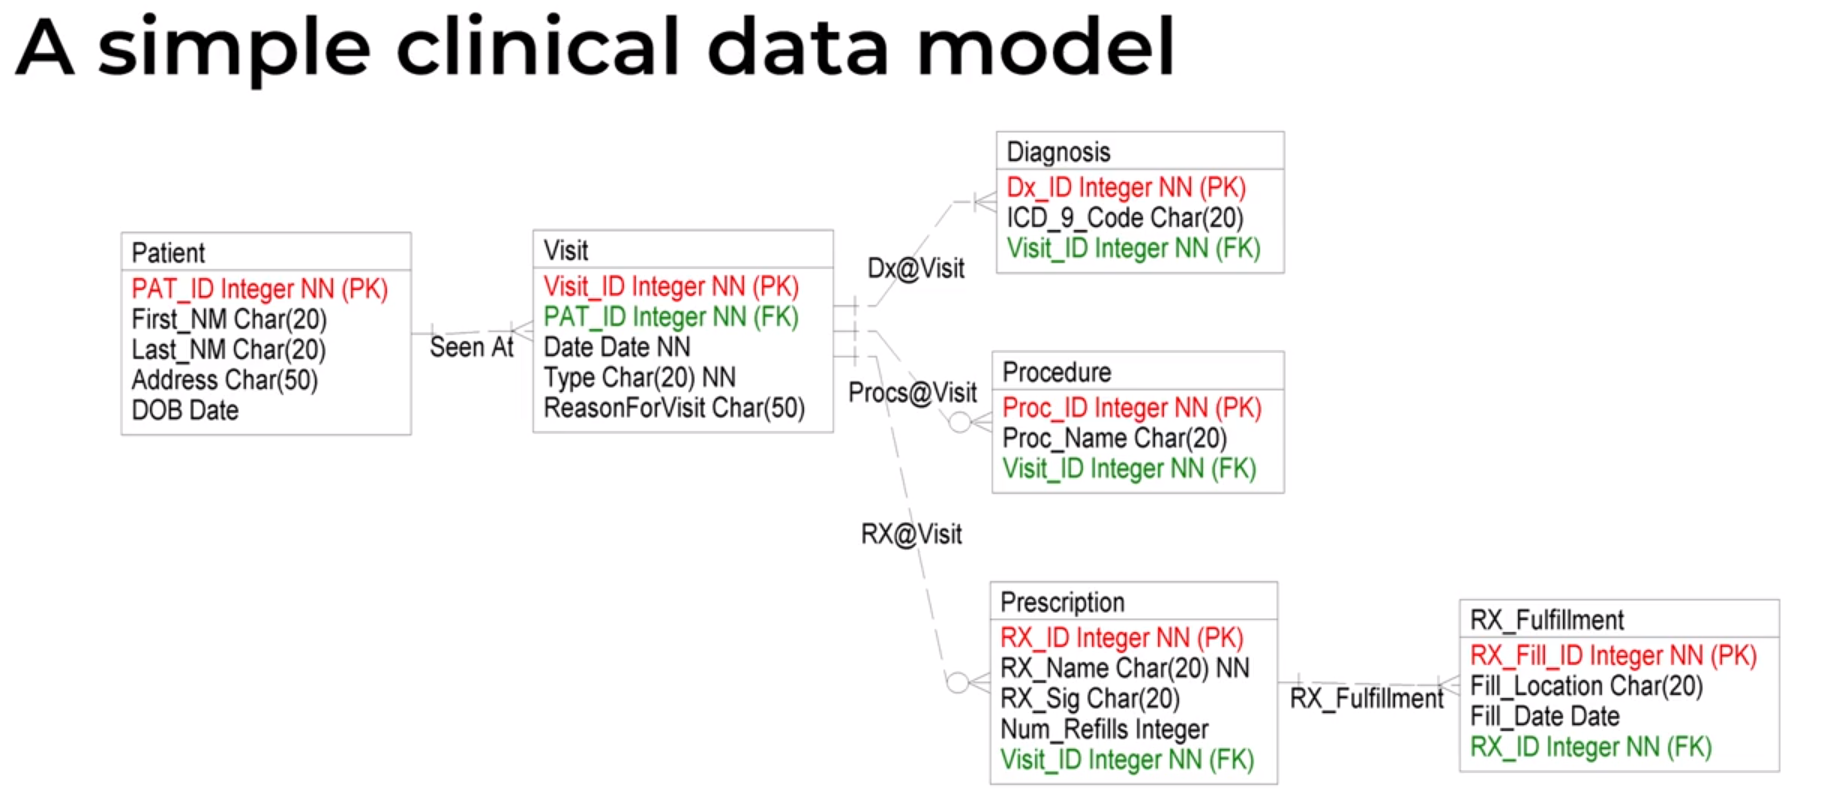 A simple clinical data model
Patient
PAT_ID Integer NN (PK)
First_NM Char(20)
Last_NM Char(20)
Address Char(50)
DOB Date
Seen At
Visit
Visit_ID Integer NN (PK)
PAT_ID Integer NN (FK)
Date Date NN
Type Char(20) NN
ReasonForVisit Char(50)
Dx@Visit
Procs@Visit
RX@Visit
Diagnosis
Dx_ID Integer NN (PK)
ICD_9_Code Char(20)
Visit_ID Integer NN (FK)
Procedure
Proc_ID Integer NN (PK)
Proc_Name Char(20)
Visit_ID Integer NN (FK)
Prescription
RX_ID Integer NN (PK)
RX_Name Char(20) NN
RX_Sig Char(20)
Num_Refills Integer
Visit_ID Integer NN (FK)
RX_Fulfillment
RX_Fulfillment
RX_Fill_ID Integer NN (PK)
Fill_Location Char(20)
Fill_Date Date
RX_ID Integer NN (FK)